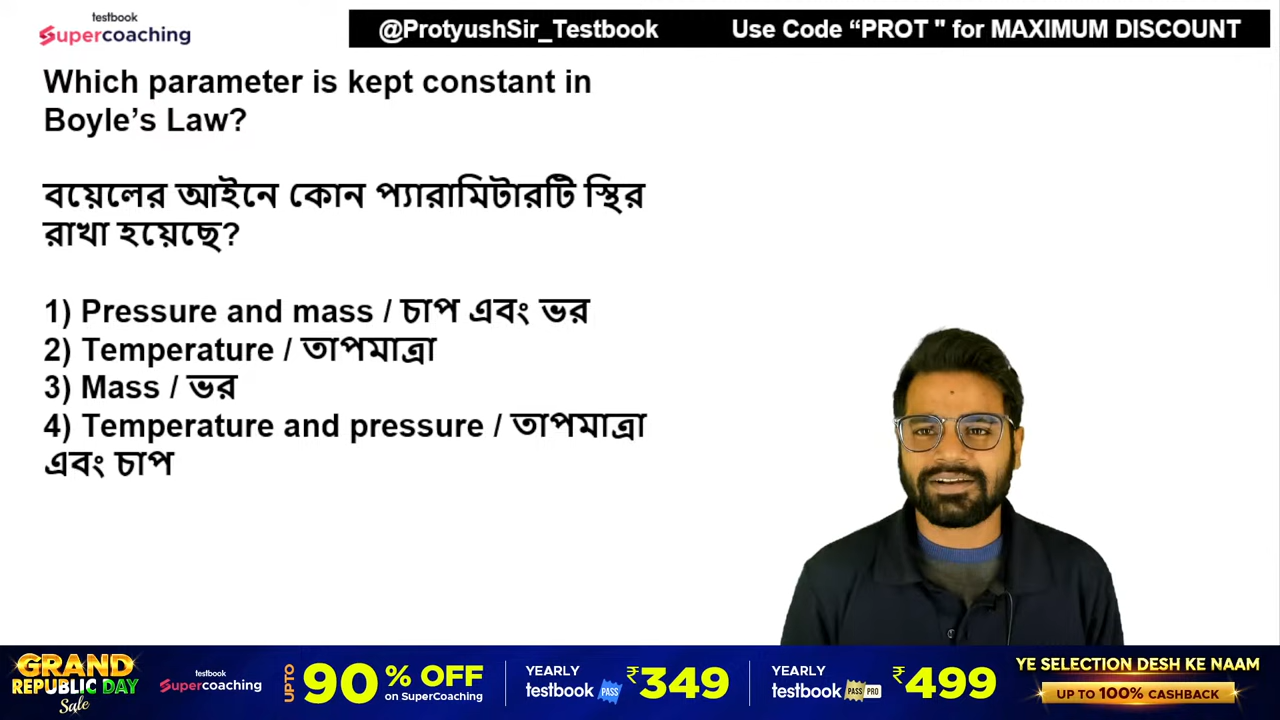 testbook
Supercoaching
@ProtyushSir_Testbook
Use Code “PROT " for MAXIMUM DISCOUNT
Which parameter is kept constant in
Boyle’s Law?
বয়েলের আইনে কোন প্যারামিটারটি স্থির
রাখা হয়েছে?
1) Pressure and mass / চাপ এবং ভর
2) Temperature / তাপমাত্রা
3) Mass / ভর
4) Temperature and pressure / তাপমাত্রা
এবং চাপ
GRAND
REPUBLIC DAY
Sale
testbook
Supercoaching
UPTO
90 % OFF
on SuperCoaching
YEARLY
testbook PASS
₹349
YEARLY
testbook PASS PRO
₹499
YE SELECTION DESH KE NAAM
UP TO 100% CASHBACK